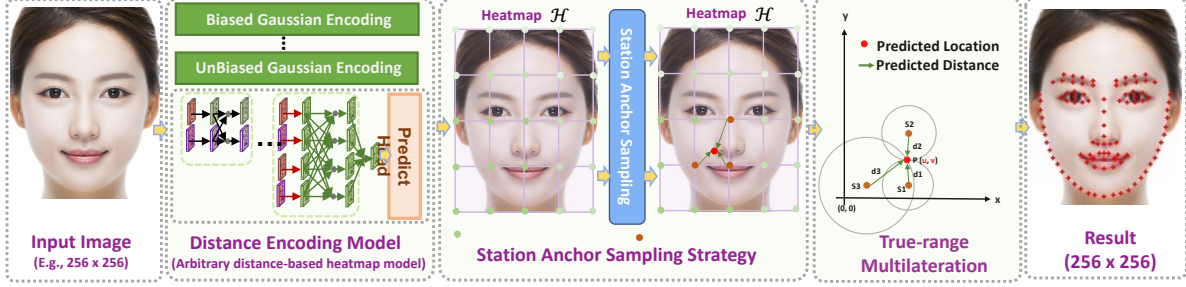 Biased Gaussian Encoding
UnBiased Gaussian Encoding
Predict
Head
Input Image
(E.g., 256 x 256)
Distance Encoding Model
(Arbitrary distance-based heatmap model)
Heatmap ℋ
Heatmap ℋ
Station Anchor Sampling
Station Anchor Sampling Strategy
y
Predicted Location
Predicted Distance
S2
d2
P (u, v)
d3
d1
S3
S1
(0, 0)
x
True-range
Multilateration
Result
(256 x 256)